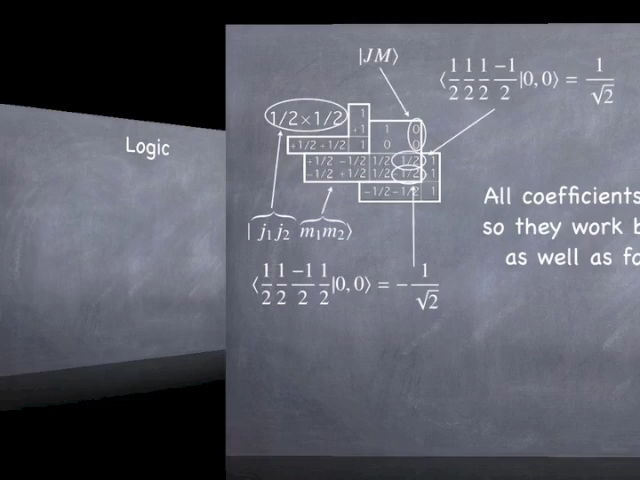 Logic
|JM⟩
⟨1/2 1/2 1/2 -1/2|0,0⟩ = 1/√2
1/2×1/2
1
+1 1 0
+1/2 +1/2 1 0 0
+1/2 -1/2 1/2 1/2 1
-1/2 +1/2 1/2 -1/2 -1
-1/2 -1/2 1
| j₁j₂ m₁m₂⟩
⟨1/2 1/2 -1/2 1/2|0,0⟩ = -1/√2
All coefficients
so they work
as well as